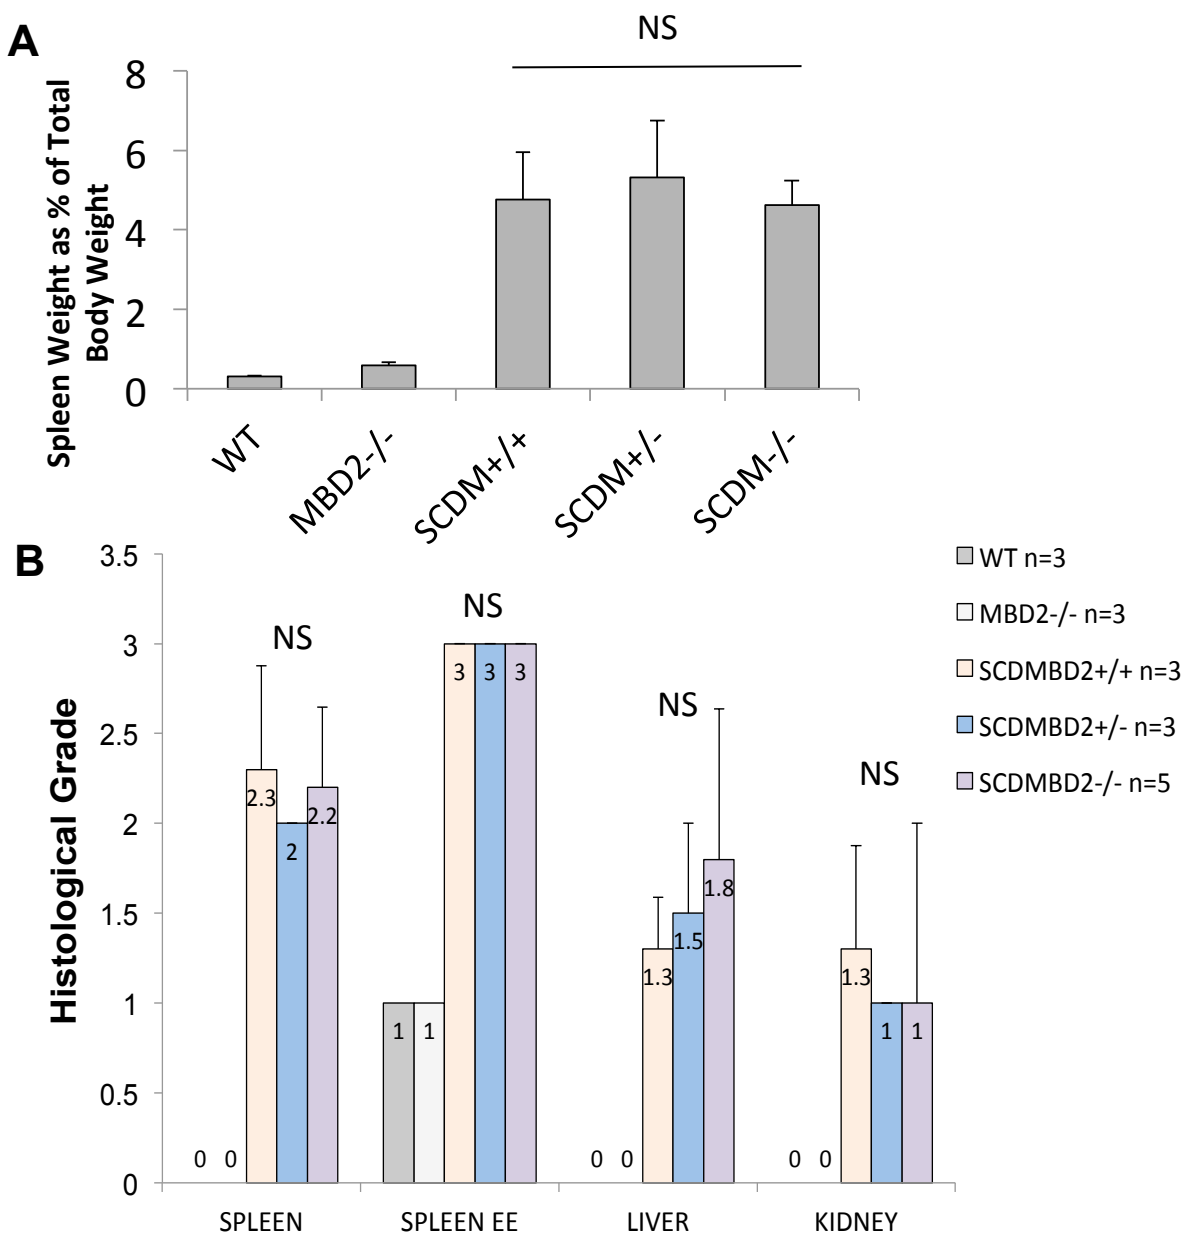 A
NS
Spleen Weight as % of Total
Body Weight
8
6
4
2
0
WT
MBD2-/-
SCDM+/+
SCDM+/-
SCDM-/-
B
Histological Grade
3.5
3
2.5
2
1.5
1
0.5
0
NS
NS
NS
NS
0 0 2.3 2 2.2
1 1 3 3 3
0 0 1.3 1.5 1.8
0 0 1.3 1 1
SPLEEN
SPLEEN EE
LIVER
KIDNEY
WT n=3
MBD2-/- n=3
SCDMBD2+/+ n=3
SCDMBD2+/- n=3
SCDMBD2-/- n=5